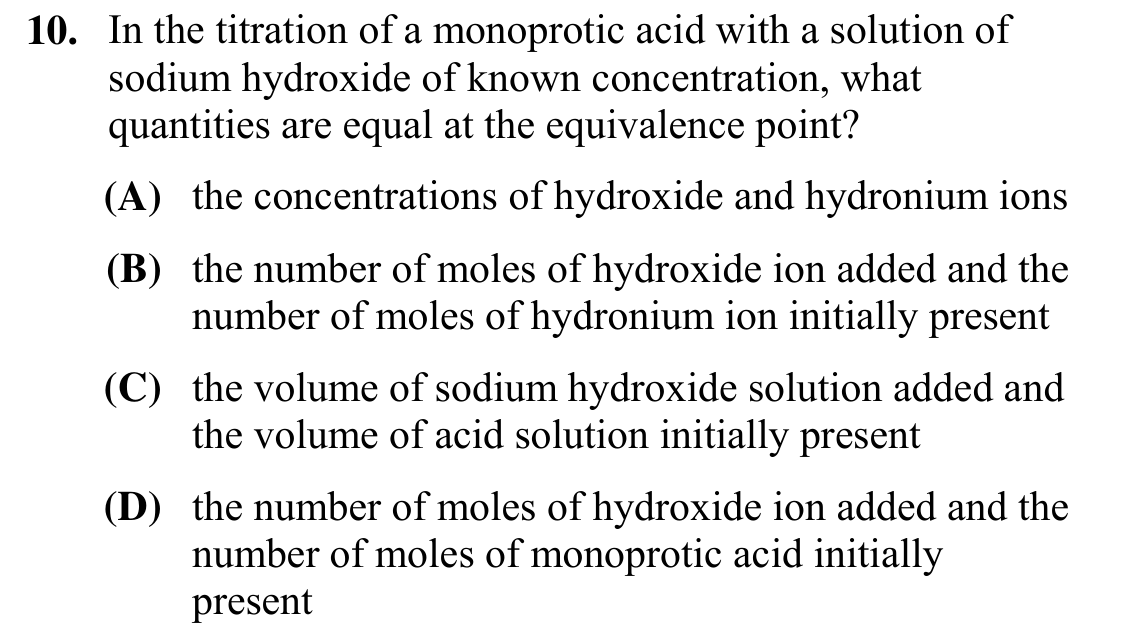 10. In the titration of a monoprotic acid with a solution of
sodium hydroxide of known concentration, what
quantities are equal at the equivalence point?
(A) the concentrations of hydroxide and hydronium ions
(B) the number of moles of hydroxide ion added and the
number of moles of hydronium ion initially present
(C) the volume of sodium hydroxide solution added and
the volume of acid solution initially present
(D) the number of moles of hydroxide ion added and the
number of moles of monoprotic acid initially
present